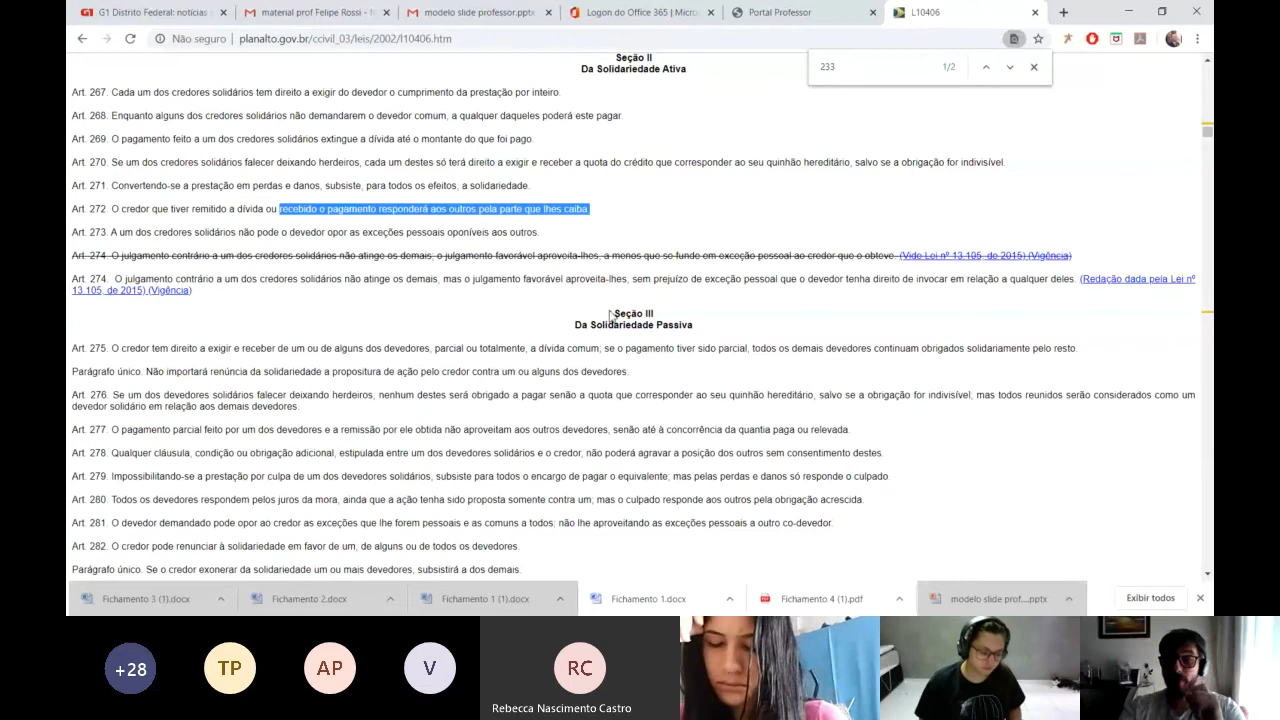 G1 Distrito Federal: notícias
material prof Felipe Rossi -
modelo slide professor.pptx
Logon do Office 365 | Micro
Portal Professor
L10406
Não seguro | planalto.gov.br/ccivil_03/leis/2002/l10406.htm
233 1/2
Seção II
Da Solidariedade Ativa
Art. 267. Cada um dos credores solidários tem direito a exigir do devedor o cumprimento da prestação por inteiro.
Art. 268. Enquanto alguns dos credores solidários não demandarem o devedor comum, a qualquer daqueles poderá este pagar.
Art. 269. O pagamento feito a um dos credores solidários extingue a dívida até o montante do que foi pago.
Art. 270. Se um dos credores solidários falecer deixando herdeiros, cada um destes só terá direito a exigir e receber a quota do crédito que corresponder ao seu quinhão hereditário, salvo se a obrigação for indivisível.
Art. 271. Convertendo-se a prestação em perdas e danos, subsiste, para todos os efeitos, a solidariedade.
Art. 272. O credor que tiver remitido a dívida ou recebido o pagamento responderá aos outros pela parte que lhes caiba.
Art. 273. A um dos credores solidários não pode o devedor opor as exceções pessoais oponíveis aos outros.
Art. 274. O julgamento contrário a um dos credores solidários não atinge os demais; o julgamento favorável aproveita-lhes, a menos que se funde em exceção pessoal ao credor que o obteve. (Vide Lei nº 13.105, de 2015) (Vigência)
Art. 274. O julgamento contrário a um dos credores solidários não atinge os demais, mas o julgamento favorável aproveita-lhes, sem prejuízo de exceção pessoal que o devedor tenha direito de invocar em relação a qualquer deles. (Redação dada pela Lei nº
13.105, de 2015) (Vigência)
Seção III
Da Solidariedade Passiva
Art. 275. O credor tem direito a exigir e receber de um ou de alguns dos devedores, parcial ou totalmente, a dívida comum; se o pagamento tiver sido parcial, todos os demais devedores continuam obrigados solidariamente pelo resto.
Parágrafo único. Não importará renúncia da solidariedade a propositura de ação pelo credor contra um ou alguns dos devedores.
Art. 276. Se um dos devedores solidários falecer deixando herdeiros, nenhum destes será obrigado a pagar senão a quota que corresponder ao seu quinhão hereditário, salvo se a obrigação for indivisível; mas todos reunidos serão considerados como um
devedor solidário em relação aos demais devedores.
Art. 277. O pagamento parcial feito por um dos devedores e a remissão por ele obtida não aproveitam aos outros devedores, senão até à concorrência da quantia paga ou relevada.
Art. 278. Qualquer cláusula, condição ou obrigação adicional, estipulada entre um dos devedores solidários e o credor, não poderá agravar a posição dos outros sem consentimento destes.
Art. 279. Impossibilitando-se a prestação por culpa de um dos devedores solidários, subsiste para todos o encargo de pagar o equivalente; mas pelas perdas e danos só responde o culpado.
Art. 280. Todos os devedores respondem pelos juros da mora, ainda que a ação tenha sido proposta somente contra um; mas o culpado responde aos outros pela obrigação acrescida.
Art. 281. O devedor demandado pode opor ao credor as exceções que lhe forem pessoais e as comuns a todos; não lhe aproveitando as exceções pessoais a outro co-devedor.
Art. 282. O credor pode renunciar à solidariedade em favor de um, de alguns ou de todos os devedores.
Parágrafo único. Se o credor exonerar da solidariedade um ou mais devedores, subsistirá a dos demais.
Fichamento 3 (1).docx
Fichamento 2.docx
Fichamento 1 (1).docx
Fichamento 1.docx
Fichamento 4 (1).pdf
modelo slide prof....pptx
Exibir todos
+28
TP
AP
V
RC
Rebecca Nascimento Castro